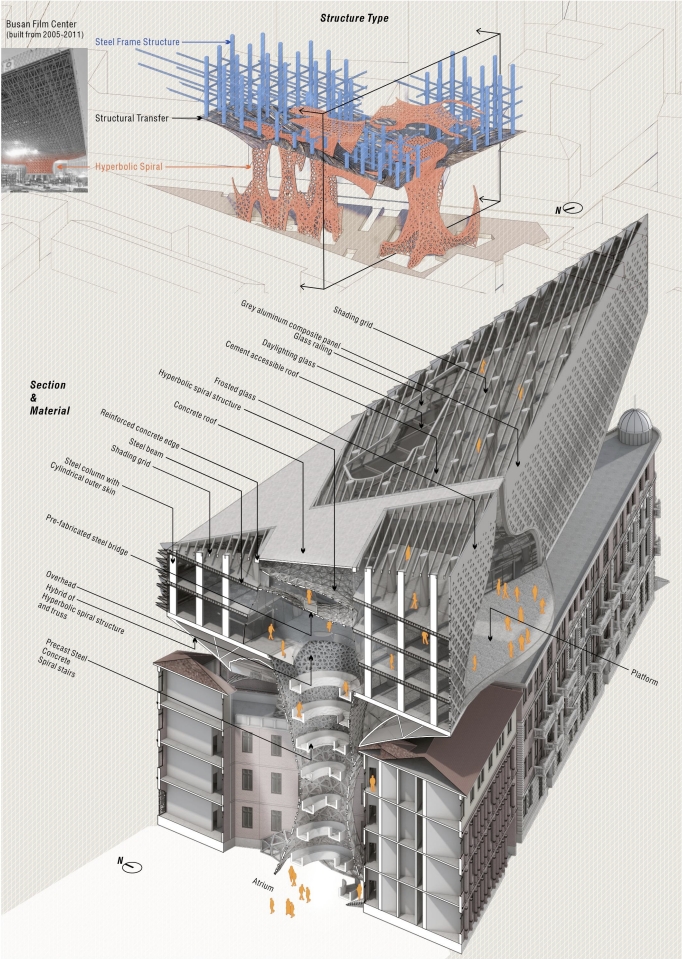 Structure Type
Busan Film Center
(built from 2005-2011)
Steel Frame Structure
Structural Transfer
Hyperbolic Spiral
N
Section
&
Material
Shading grid
Grey aluminum composite panel
Glass railing
Daylighting glass
Cement accessible roof
Frosted glass
Hyperbolic spiral structure
Concrete roof
Reinforced concrete edge
Steel beam
Shading grid
Steel column with
Cylindrical outer skin
Pre-fabricated steel bridge
Overhead
Hybrid of
Hyperbolic spiral structure
and truss
Precast Steel
Concrete
Spiral stairs
Platform
N
Atrium